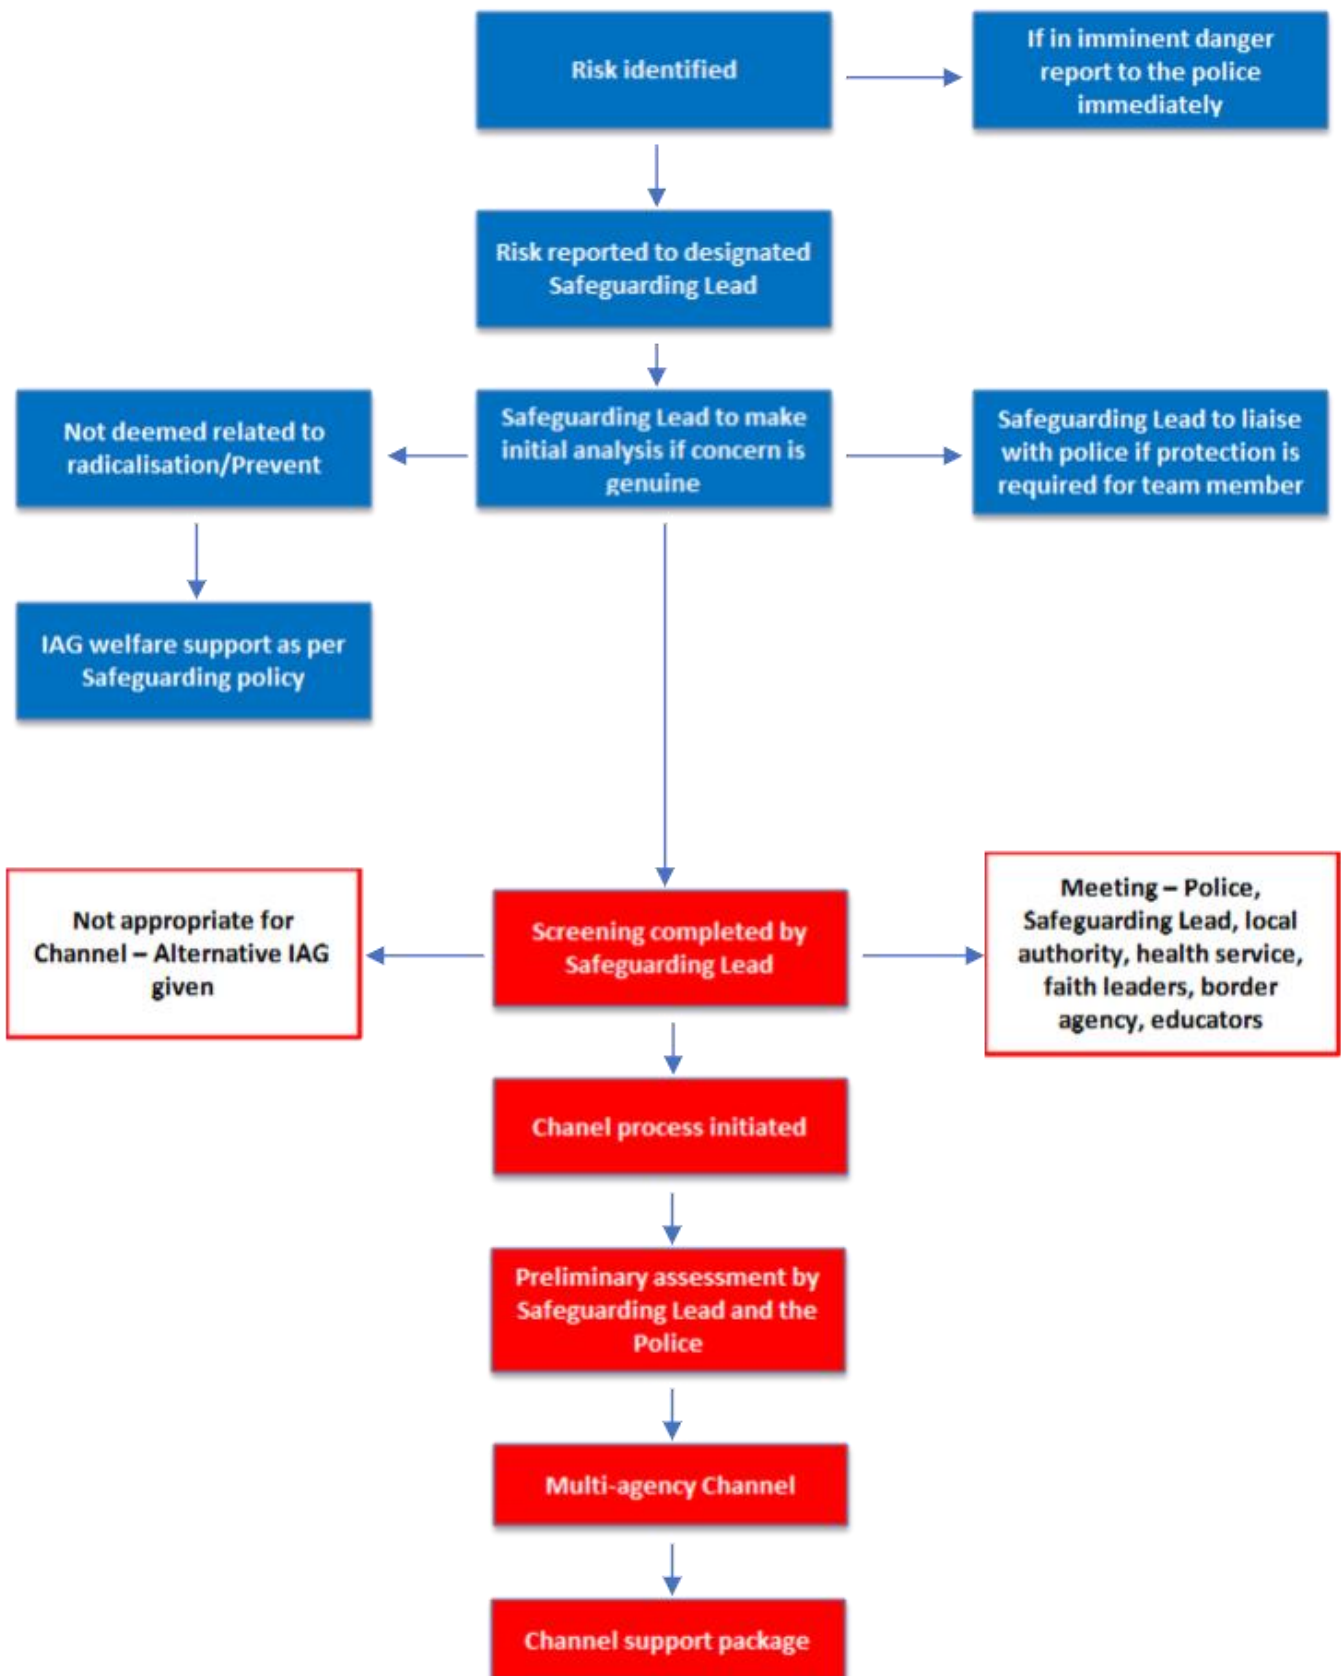 Risk identified
If in imminent danger
report to the police
immediately
Risk reported to designated
Safeguarding Lead
Not deemed related to
radicalisation/Prevent
Safeguarding Lead to make
initial analysis if concern is
genuine
Safeguarding Lead to liaise
with police if protection is
required for team member
IAG welfare support as per
Safeguarding policy
Not appropriate for
Channel – Alternative IAG
given
Screening completed by
Safeguarding Lead
Meeting – Police,
Safeguarding Lead, local
authority, health service,
faith leaders, border
agency, educators
Chanel process initiated
Preliminary assessment by
Safeguarding Lead and the
Police
Multi-agency Channel
Channel support package